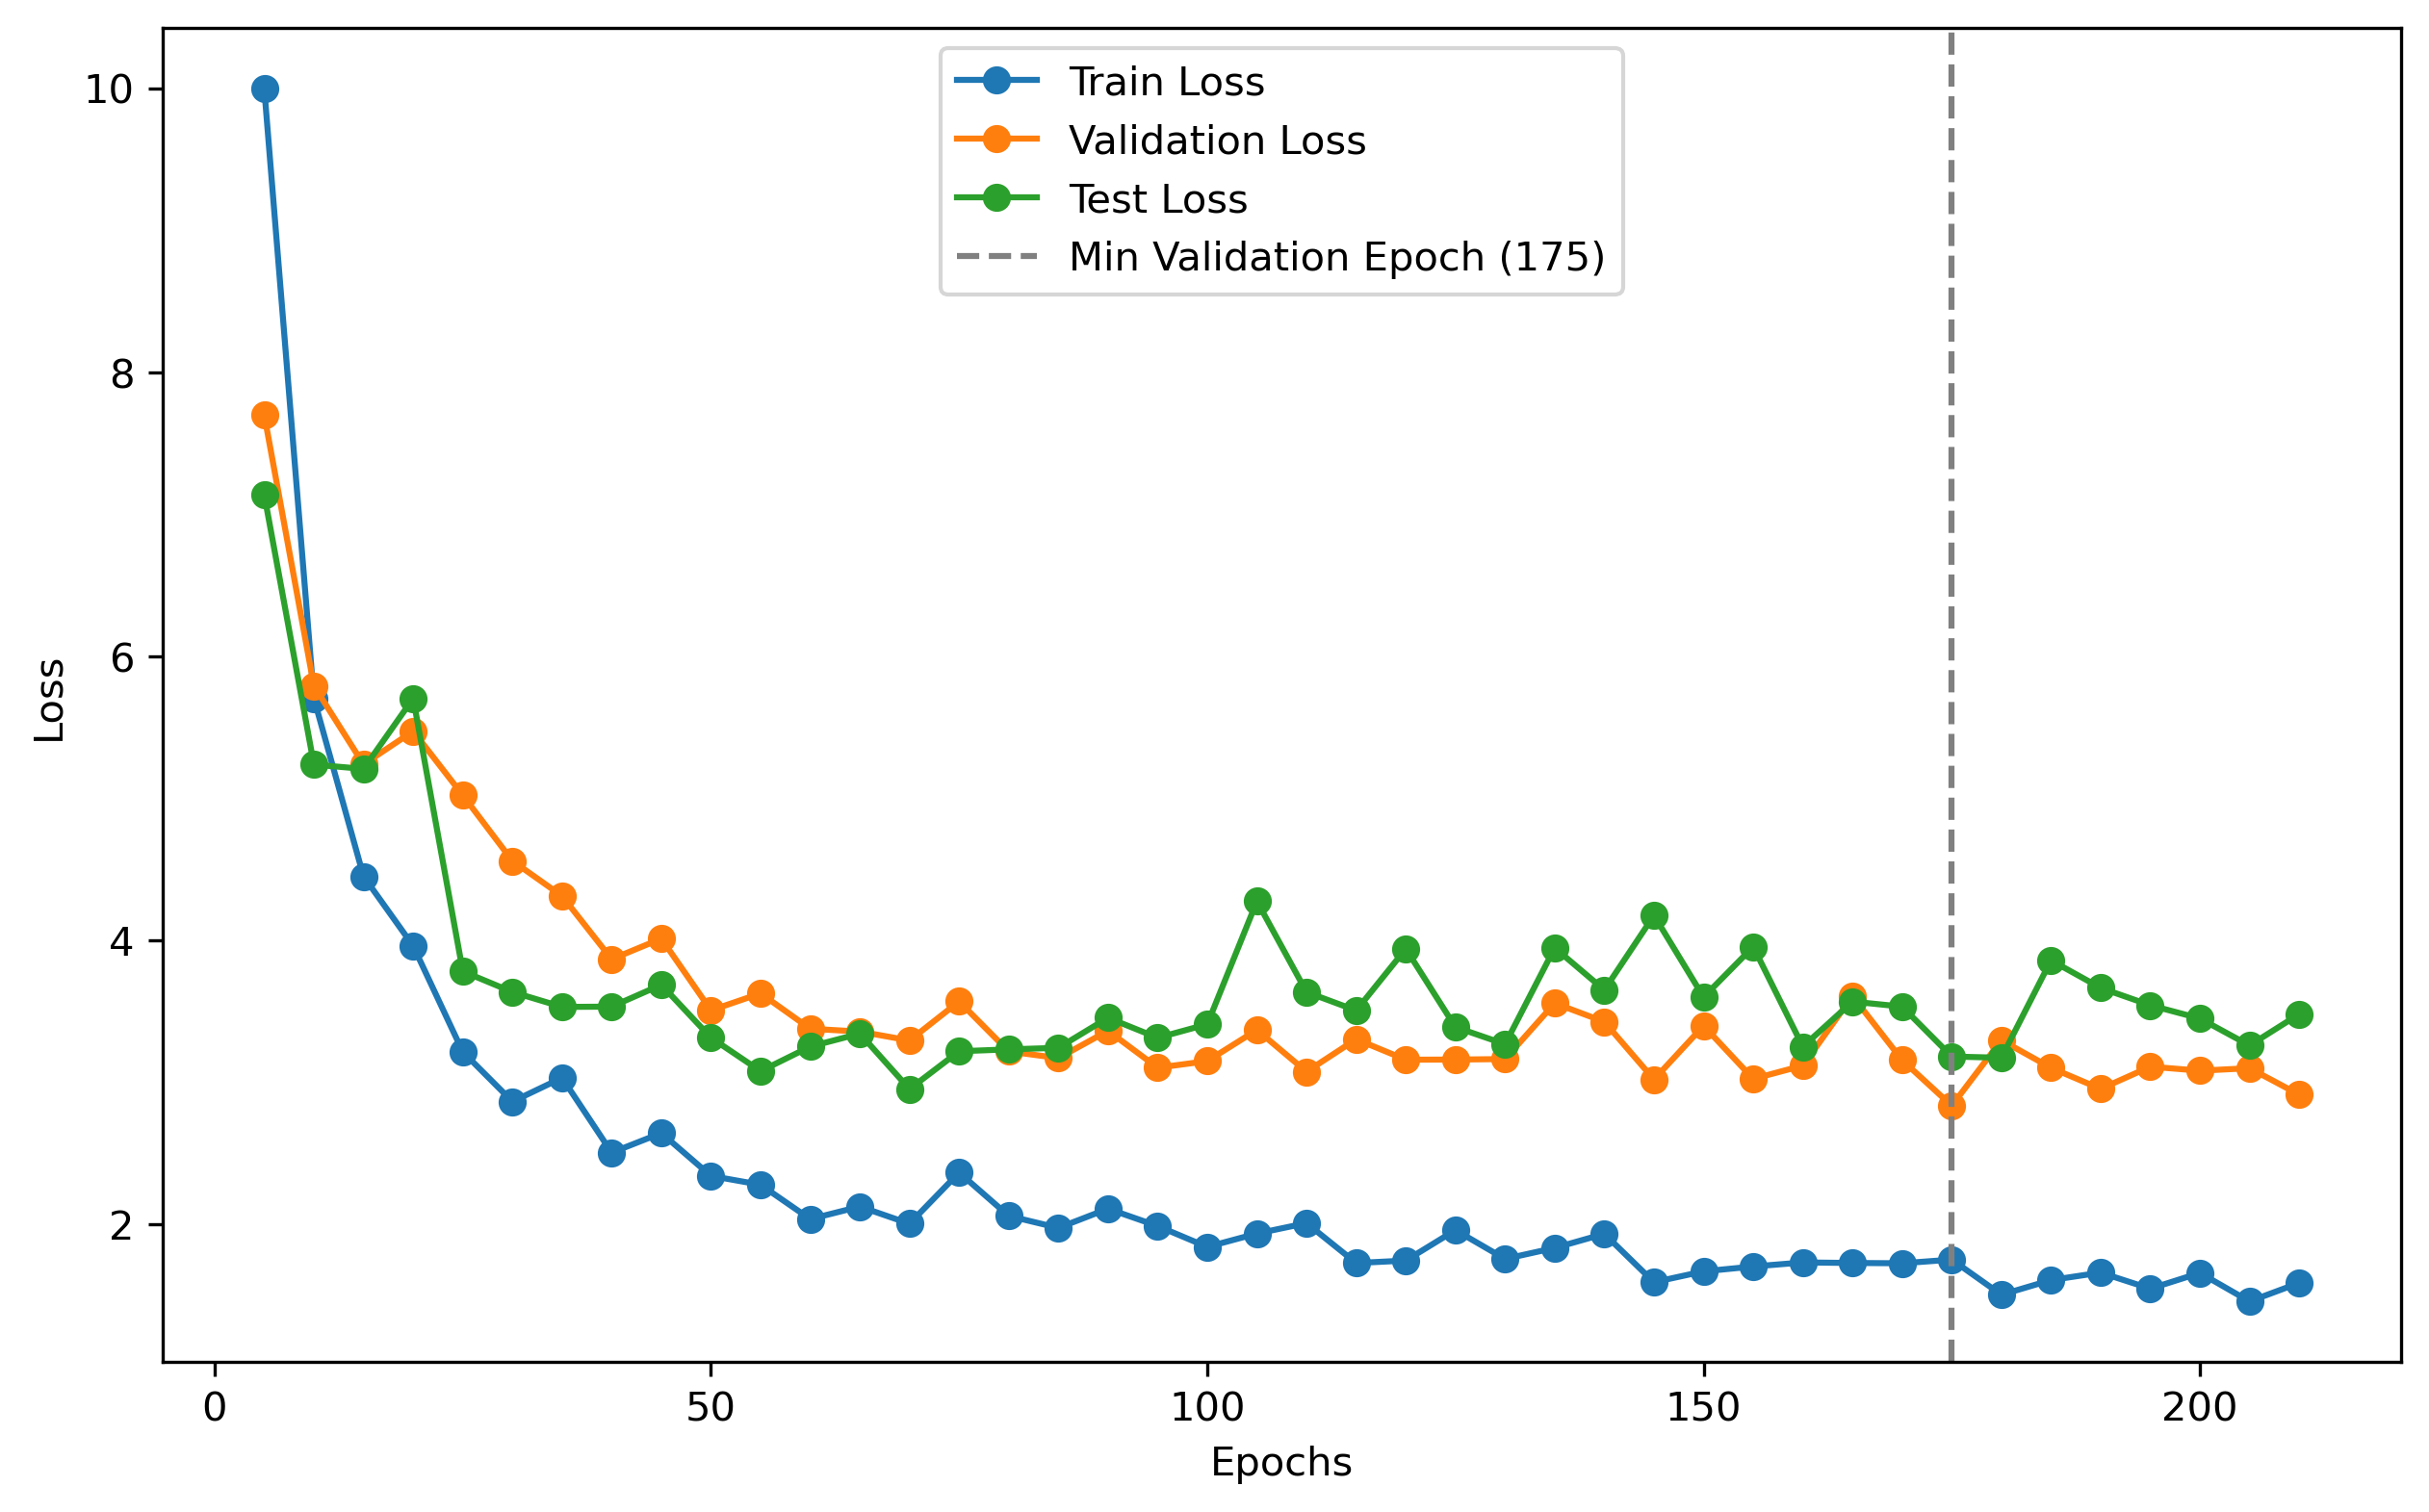 Train Loss
Validation Loss
Test Loss
Min Validation Epoch (175)
10
8
6
4
2
Loss
0 50 100 150 200
Epochs